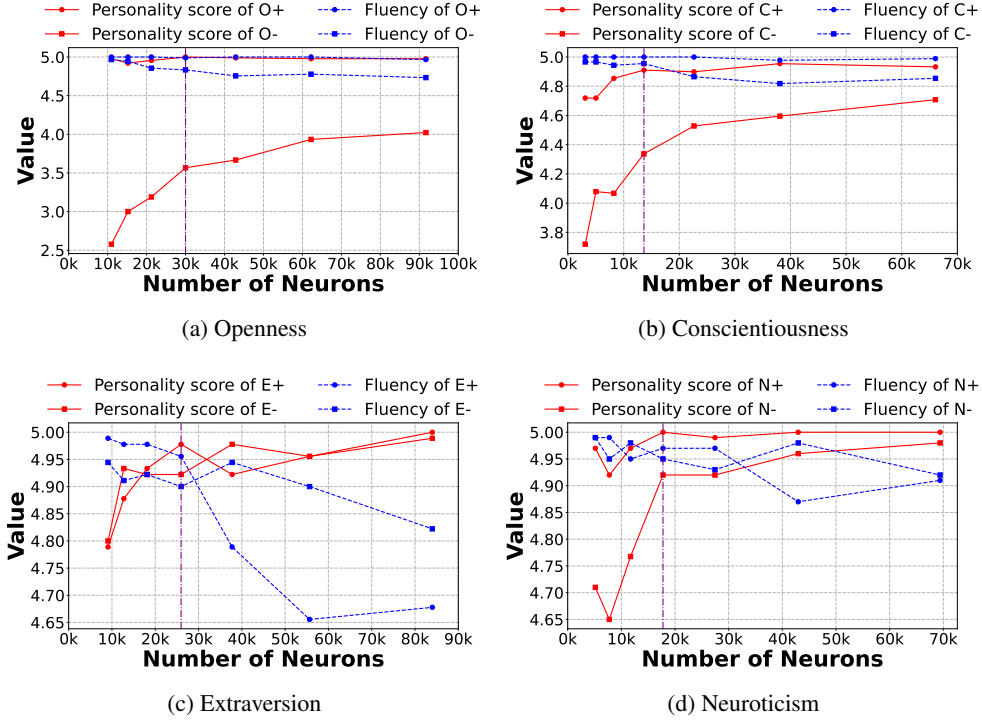 Personality score of O+ Fluency of O+
Personality score of O- Fluency of O-
Value
5.0
4.5
4.0
3.5
3.0
2.5
0k 10k 20k 30k 40k 50k 60k 70k 80k 90k 100k
Number of Neurons
(a) Openness
Personality score of C+ Fluency of C+
Personality score of C- Fluency of C-
Value
5.0
4.8
4.6
4.4
4.2
4.0
3.8
0k 10k 20k 30k 40k 50k 60k 70k
Number of Neurons
(b) Conscientiousness
Personality score of E+ Fluency of E+
Personality score of E- Fluency of E-
Value
5.00
4.95
4.90
4.85
4.80
4.75
4.70
4.65
0k 10k 20k 30k 40k 50k 60k 70k 80k 90k
Number of Neurons
(c) Extraversion
Personality score of N+ Fluency of N+
Personality score of N- Fluency of N-
Value
5.00
4.95
4.90
4.85
4.80
4.75
4.70
4.65
0k 10k 20k 30k 40k 50k 60k 70k
Number of Neurons
(d) Neuroticism